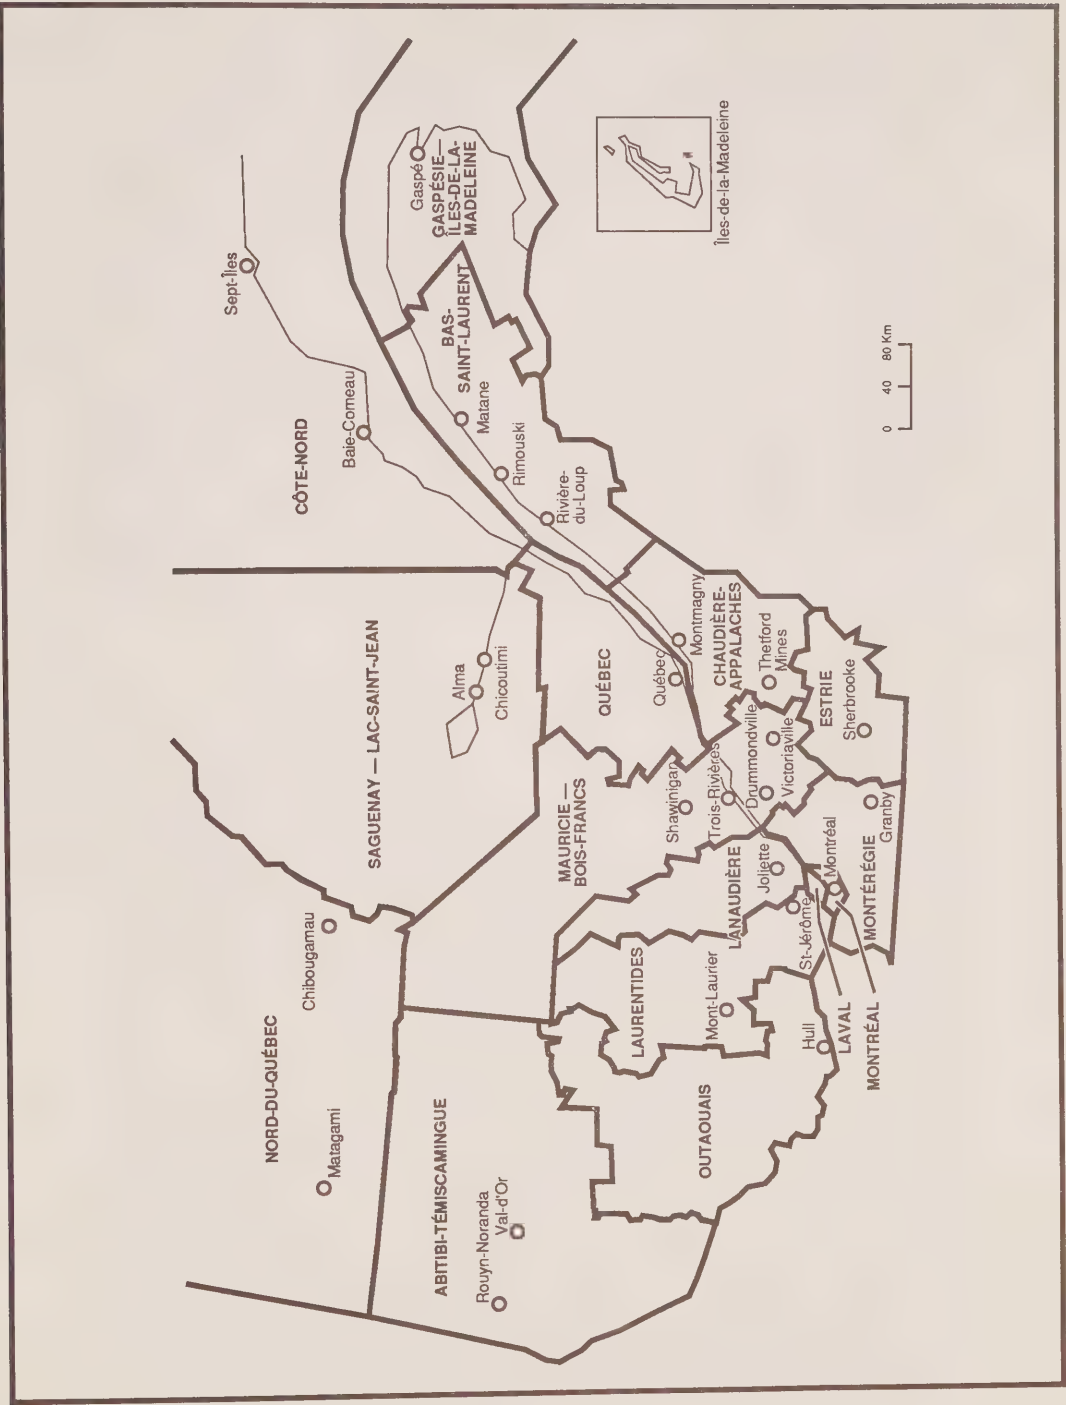 NORD-DU-QUÉBEC
Matagami
Chibougamau
CÔTE-NORD
Sept-Îles
Baie-Comeau
SAGUENAY — LAC-SAINT-JEAN
Alma
Chicoutimi
ABITIBI-TÉMISCAMINGUE
Rouyn-Noranda
Val-d'Or
GASPÉSIE —
ÎLES-DE-LA-
MADELEINE
Gaspé
BAS-
SAINT-LAURENT
Matane
Rimouski
Rivière-
du-Loup
MAURICIE —
BOIS-FRANCS
QUÉBEC
Québec
Shawinigan
Trois-Rivières
Drummondville
Victoriaville
Montmagny
CHAUDIÈRE-
APPALACHES
Thetford
Mines
OUTAOUAIS
Hull
LAURENTIDES
Mont-Laurier
St-Jérôme
LANAUDIÈRE
Joliette
LAVAL
MONTRÉAL
Montréal
MONTÉRÉGIE
Granby
ESTRIE
Sherbrooke
Îles-de-la-Madeleine
0 40 80 Km